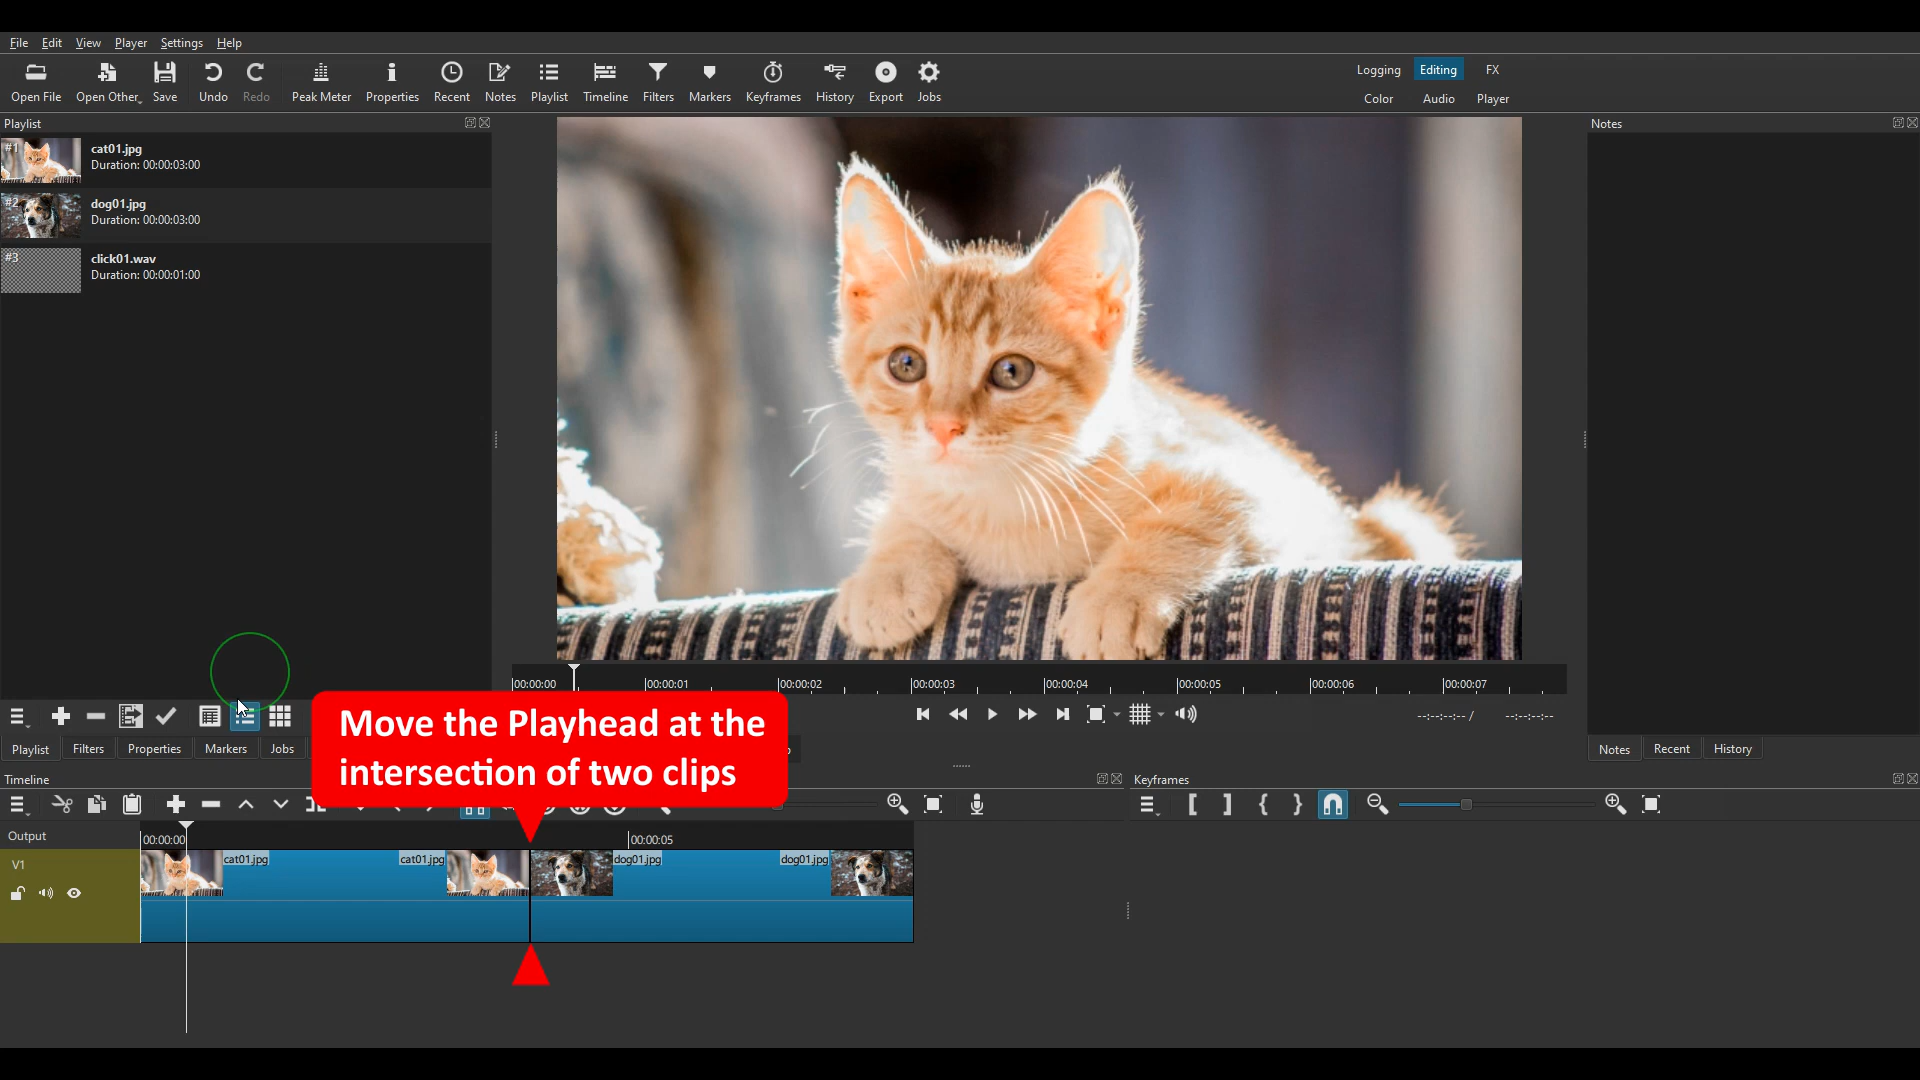 File Edit View Player Settings Help
Open File Open Other Save Undo Redo Peak Meter Properties Recent Notes Playlist Timeline Filters Markers Keyframes History Export Jobs
Logging Editing FX
Color Audio Player
Playlist
#1 cat01.jpg
Duration: 00:00:03:00
#2 dog01.jpg
Duration: 00:00:03:00
#3 click01.wav
Duration: 00:00:01:00
Notes
00:00:00 00:00:01 00:00:02 00:00:03 00:00:04 00:00:05 00:00:06 00:00:07
--:--:--:-- / --:--:--:--
Move the Playhead at the
intersection of two clips
Playlist Filters Properties Markers Jobs
Notes Recent History
Timeline
Keyframes
Output
00:00:00 00:00:05
V1
cat01.jpg cat01.jpg dog01.jpg dog01.jpg